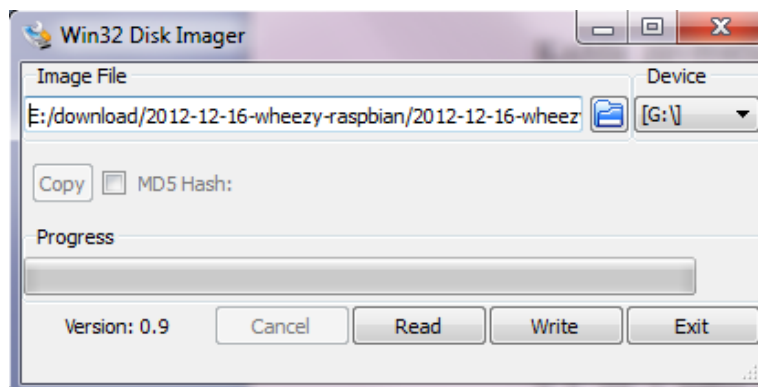 Win32 Disk Imager
Image File
Device
E:/download/2012-12-16-wheezy-raspbian/2012-12-16-wheez
[G:\]
Copy
MD5 Hash:
Progress
Version: 0.9
Cancel
Read
Write
Exit